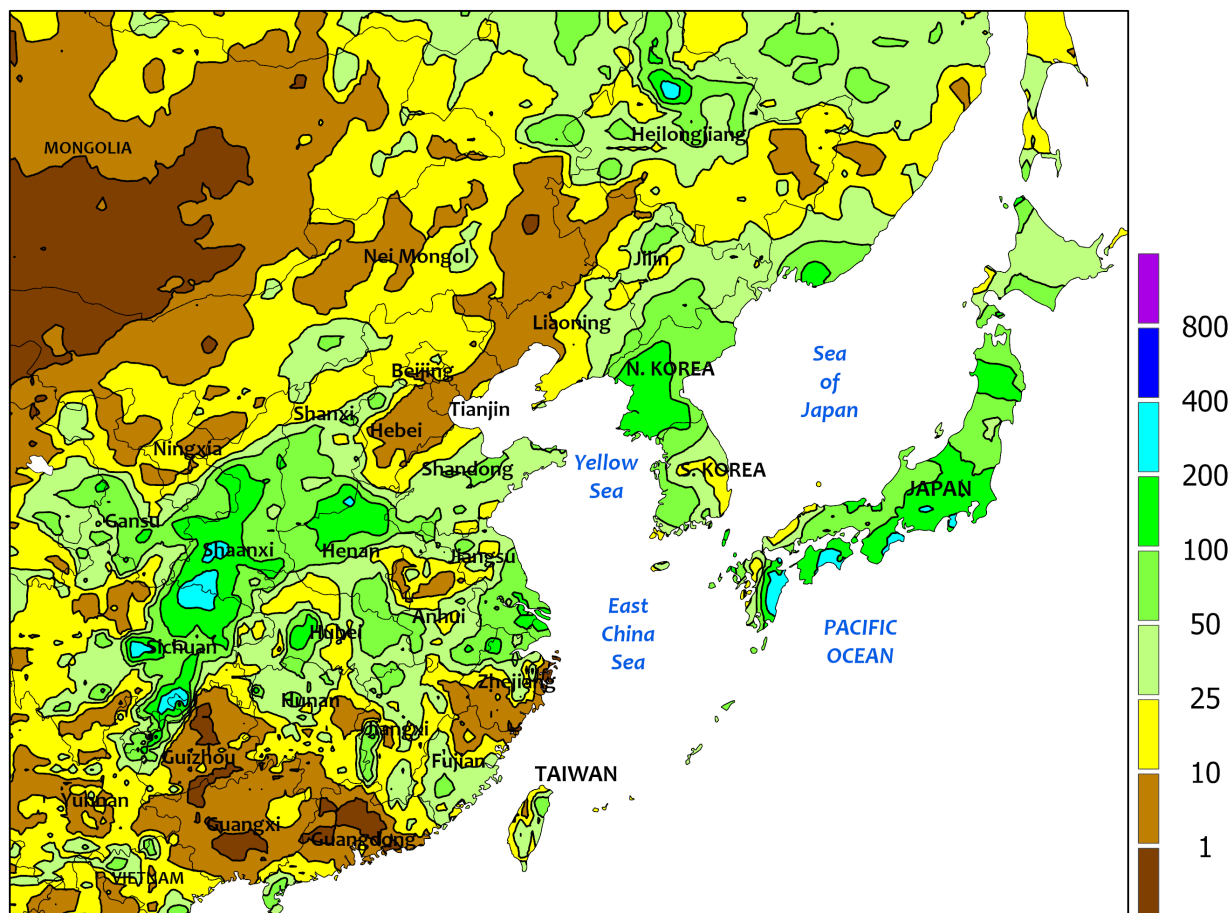 Heilongjiang
MONGOLIA
Nei Mongol
Jilin
Liaoning
Sea
of
Japan
N. KOREA
Beijing
Tianjin
Shanxi
Hebei
Ningxia
Shandong
Yellow
Sea
S. KOREA
JAPAN
Gansu
Shaanxi
Henan
Jiangsu
East
China
Sea
PACIFIC
OCEAN
Anhui
Hubei
Sichuan
Zhejiang
Hunan
Jiangxi
Guizhou
Fujian
TAIWAN
Yunnan
Guangxi
Guangdong
VIETNAM
800
400
200
100
50
25
10
1